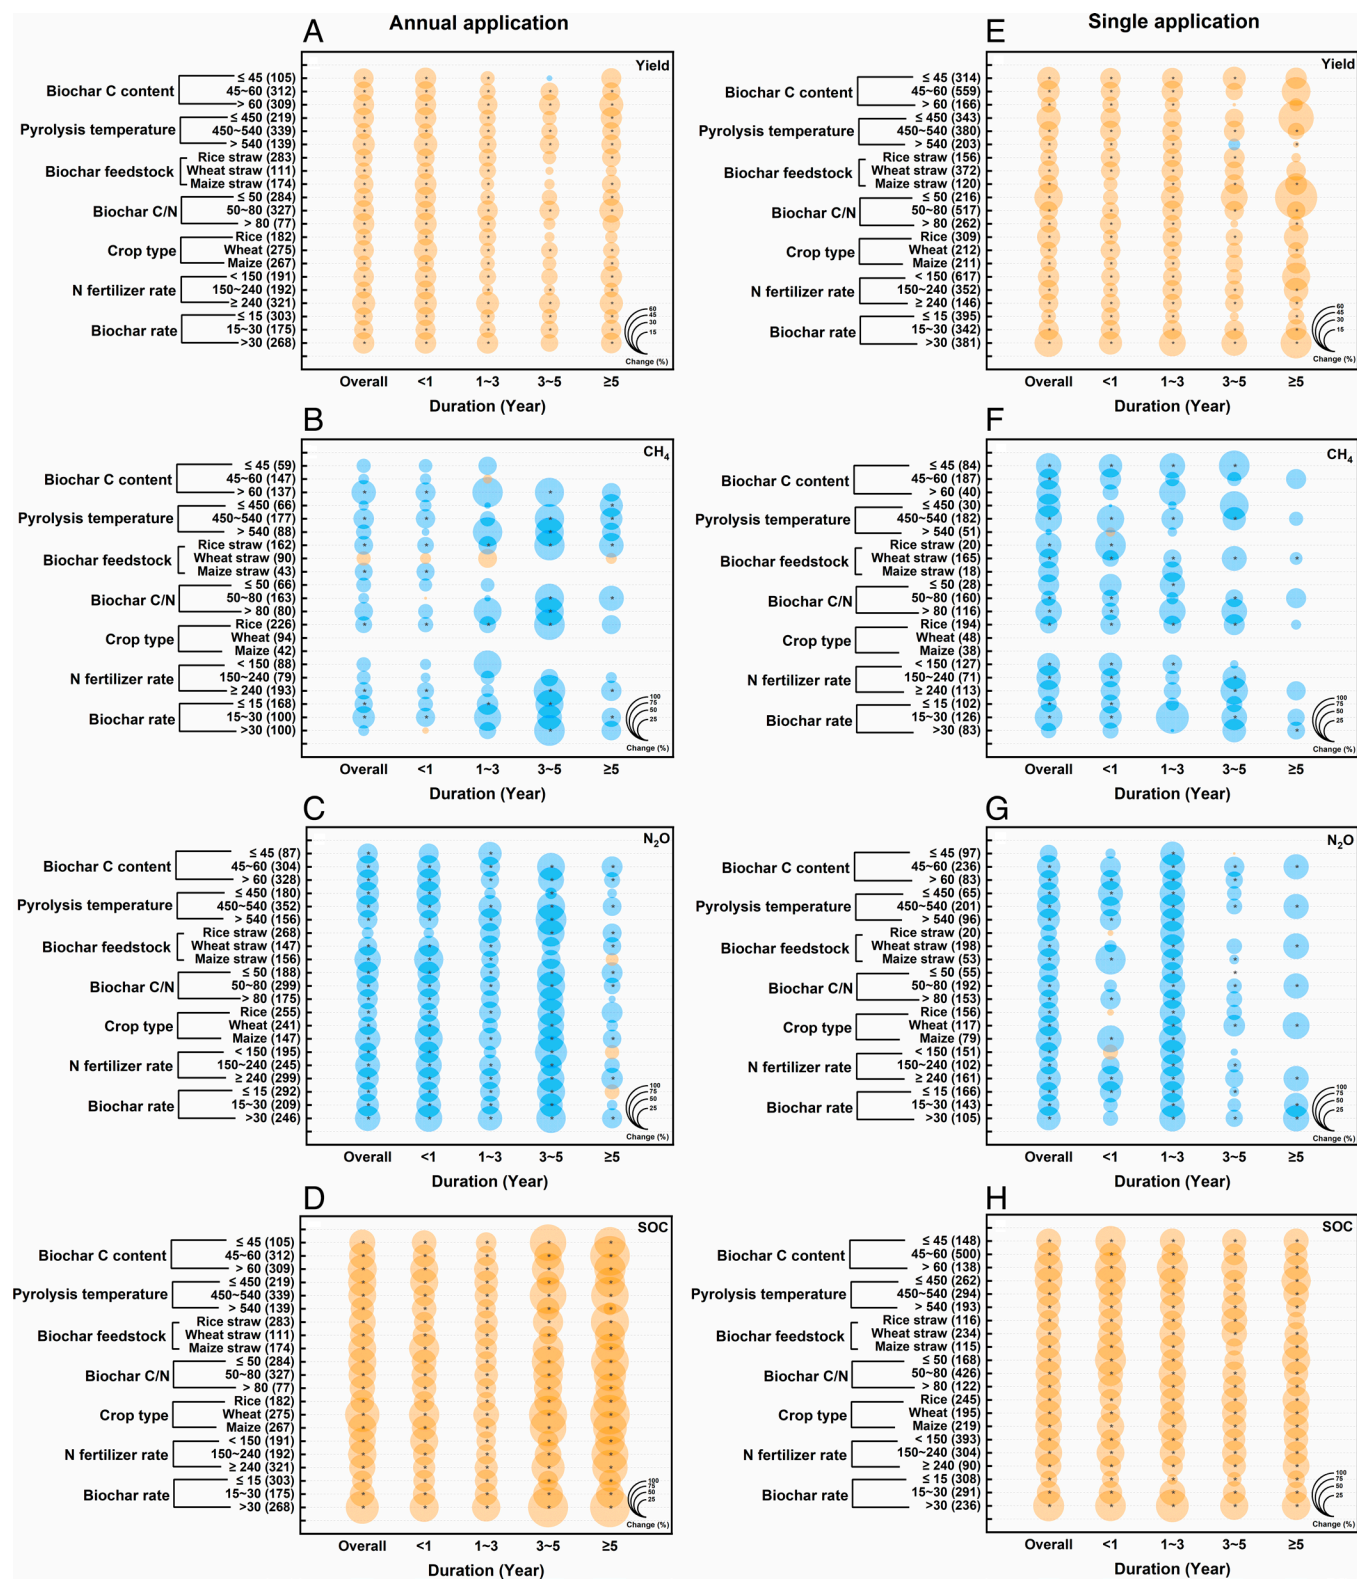 Annual application
Single application
A
Yield
Biochar C content
≤ 45 (105)
45~60 (312)
> 60 (309)
Pyrolysis temperature
≤ 450 (219)
450~540 (339)
> 540 (139)
Biochar feedstock
Rice straw (283)
Wheat straw (111)
Maize straw (174)
Biochar C/N
≤ 50 (284)
50~80 (327)
> 80 (77)
Crop type
Rice (182)
Wheat (275)
Maize (267)
N fertilizer rate
< 150 (191)
150~240 (192)
≥ 240 (321)
Biochar rate
≤ 15 (303)
15~30 (175)
>30 (268)
60
45
30
15
Change (%)
Overall <1 1~3 3~5 ≥5
Duration (Year)
E
Yield
Biochar C content
≤ 45 (314)
45~60 (559)
> 60 (166)
Pyrolysis temperature
≤ 450 (343)
450~540 (380)
> 540 (203)
Biochar feedstock
Rice straw (156)
Wheat straw (372)
Maize straw (120)
Biochar C/N
≤ 50 (216)
50~80 (517)
> 80 (262)
Crop type
Rice (309)
Wheat (212)
Maize (211)
N fertilizer rate
< 150 (617)
150~240 (352)
≥ 240 (146)
Biochar rate
≤ 15 (395)
15~30 (342)
>30 (381)
60
45
30
15
Change (%)
Overall <1 1~3 3~5 ≥5
Duration (Year)
B
CH4
Biochar C content
≤ 45 (59)
45~60 (147)
> 60 (137)
Pyrolysis temperature
≤ 450 (66)
450~540 (177)
> 540 (88)
Biochar feedstock
Rice straw (162)
Wheat straw (90)
Maize straw (43)
Biochar C/N
≤ 50 (66)
50~80 (163)
> 80 (80)
Crop type
Rice (226)
Wheat (94)
Maize (42)
N fertilizer rate
< 150 (88)
150~240 (79)
≥ 240 (193)
Biochar rate
≤ 15 (168)
15~30 (100)
>30 (100)
100
75
50
25
Change (%)
Overall <1 1~3 3~5 ≥5
Duration (Year)
F
CH4
Biochar C content
≤ 45 (84)
45~60 (187)
> 60 (40)
Pyrolysis temperature
≤ 450 (30)
450~540 (182)
> 540 (51)
Biochar feedstock
Rice straw (20)
Wheat straw (165)
Maize straw (18)
Biochar C/N
≤ 50 (28)
50~80 (160)
> 80 (116)
Crop type
Rice (194)
Wheat (48)
Maize (38)
N fertilizer rate
< 150 (127)
150~240 (71)
≥ 240 (113)
Biochar rate
≤ 15 (102)
15~30 (126)
>30 (83)
100
75
50
25
Change (%)
Overall <1 1~3 3~5 ≥5
Duration (Year)
C
N2O
Biochar C content
≤ 45 (87)
45~60 (304)
> 60 (328)
Pyrolysis temperature
≤ 450 (180)
450~540 (352)
> 540 (156)
Biochar feedstock
Rice straw (268)
Wheat straw (147)
Maize straw (156)
Biochar C/N
≤ 50 (188)
50~80 (299)
> 80 (175)
Crop type
Rice (255)
Wheat (241)
Maize (147)
N fertilizer rate
< 150 (195)
150~240 (245)
≥ 240 (299)
Biochar rate
≤ 15 (292)
15~30 (209)
>30 (246)
100
75
50
25
Change (%)
Overall <1 1~3 3~5 ≥5
Duration (Year)
G
N2O
Biochar C content
≤ 45 (97)
45~60 (236)
> 60 (83)
Pyrolysis temperature
≤ 450 (65)
450~540 (201)
> 540 (96)
Biochar feedstock
Rice straw (20)
Wheat straw (198)
Maize straw (53)
Biochar C/N
≤ 50 (55)
50~80 (192)
> 80 (153)
Crop type
Rice (156)
Wheat (117)
Maize (79)
N fertilizer rate
< 150 (151)
150~240 (102)
≥ 240 (161)
Biochar rate
≤ 15 (166)
15~30 (143)
>30 (105)
100
75
50
25
Change (%)
Overall <1 1~3 3~5 ≥5
Duration (Year)
D
SOC
Biochar C content
≤ 45 (105)
45~60 (312)
> 60 (309)
Pyrolysis temperature
≤ 450 (219)
450~540 (339)
> 540 (139)
Biochar feedstock
Rice straw (283)
Wheat straw (111)
Maize straw (174)
Biochar C/N
≤ 50 (284)
50~80 (327)
> 80 (77)
Crop type
Rice (182)
Wheat (275)
Maize (267)
N fertilizer rate
< 150 (191)
150~240 (192)
≥ 240 (321)
Biochar rate
≤ 15 (303)
15~30 (175)
>30 (268)
100
75
50
25
Change (%)
Overall <1 1~3 3~5 ≥5
Duration (Year)
H
SOC
Biochar C content
≤ 45 (148)
45~60 (500)
> 60 (138)
Pyrolysis temperature
≤ 450 (262)
450~540 (294)
> 540 (193)
Biochar feedstock
Rice straw (116)
Wheat straw (234)
Maize straw (115)
Biochar C/N
≤ 50 (168)
50~80 (426)
> 80 (122)
Crop type
Rice (245)
Wheat (195)
Maize (219)
N fertilizer rate
< 150 (393)
150~240 (304)
≥ 240 (90)
Biochar rate
≤ 15 (308)
15~30 (291)
>30 (236)
100
75
50
25
Change (%)
Overall <1 1~3 3~5 ≥5
Duration (Year)